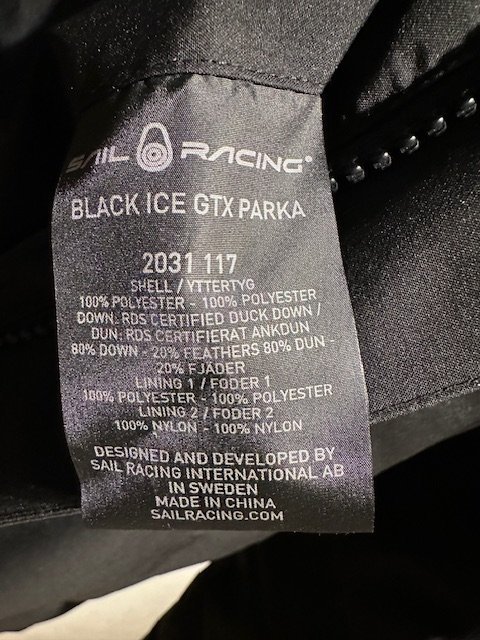 SAIL RACING®
BLACK ICE GTX PARKA
2031 117
SHELL / YTTERTYG
100% POLYESTER - 100% POLYESTER
DOWN: RDS CERTIFIED DUCK DOWN /
DUN: RDS CERTIFIERAT ANKDUN
80% DOWN - 20% FEATHERS 80% DUN -
20% FJÄDER
LINING 1 / FODER 1
100% POLYESTER - 100% POLYESTER
LINING 2 / FODER 2
100% NYLON - 100% NYLON
DESIGNED AND DEVELOPED BY
SAIL RACING INTERNATIONAL AB
IN SWEDEN
MADE IN CHINA
SAILRACING.COM